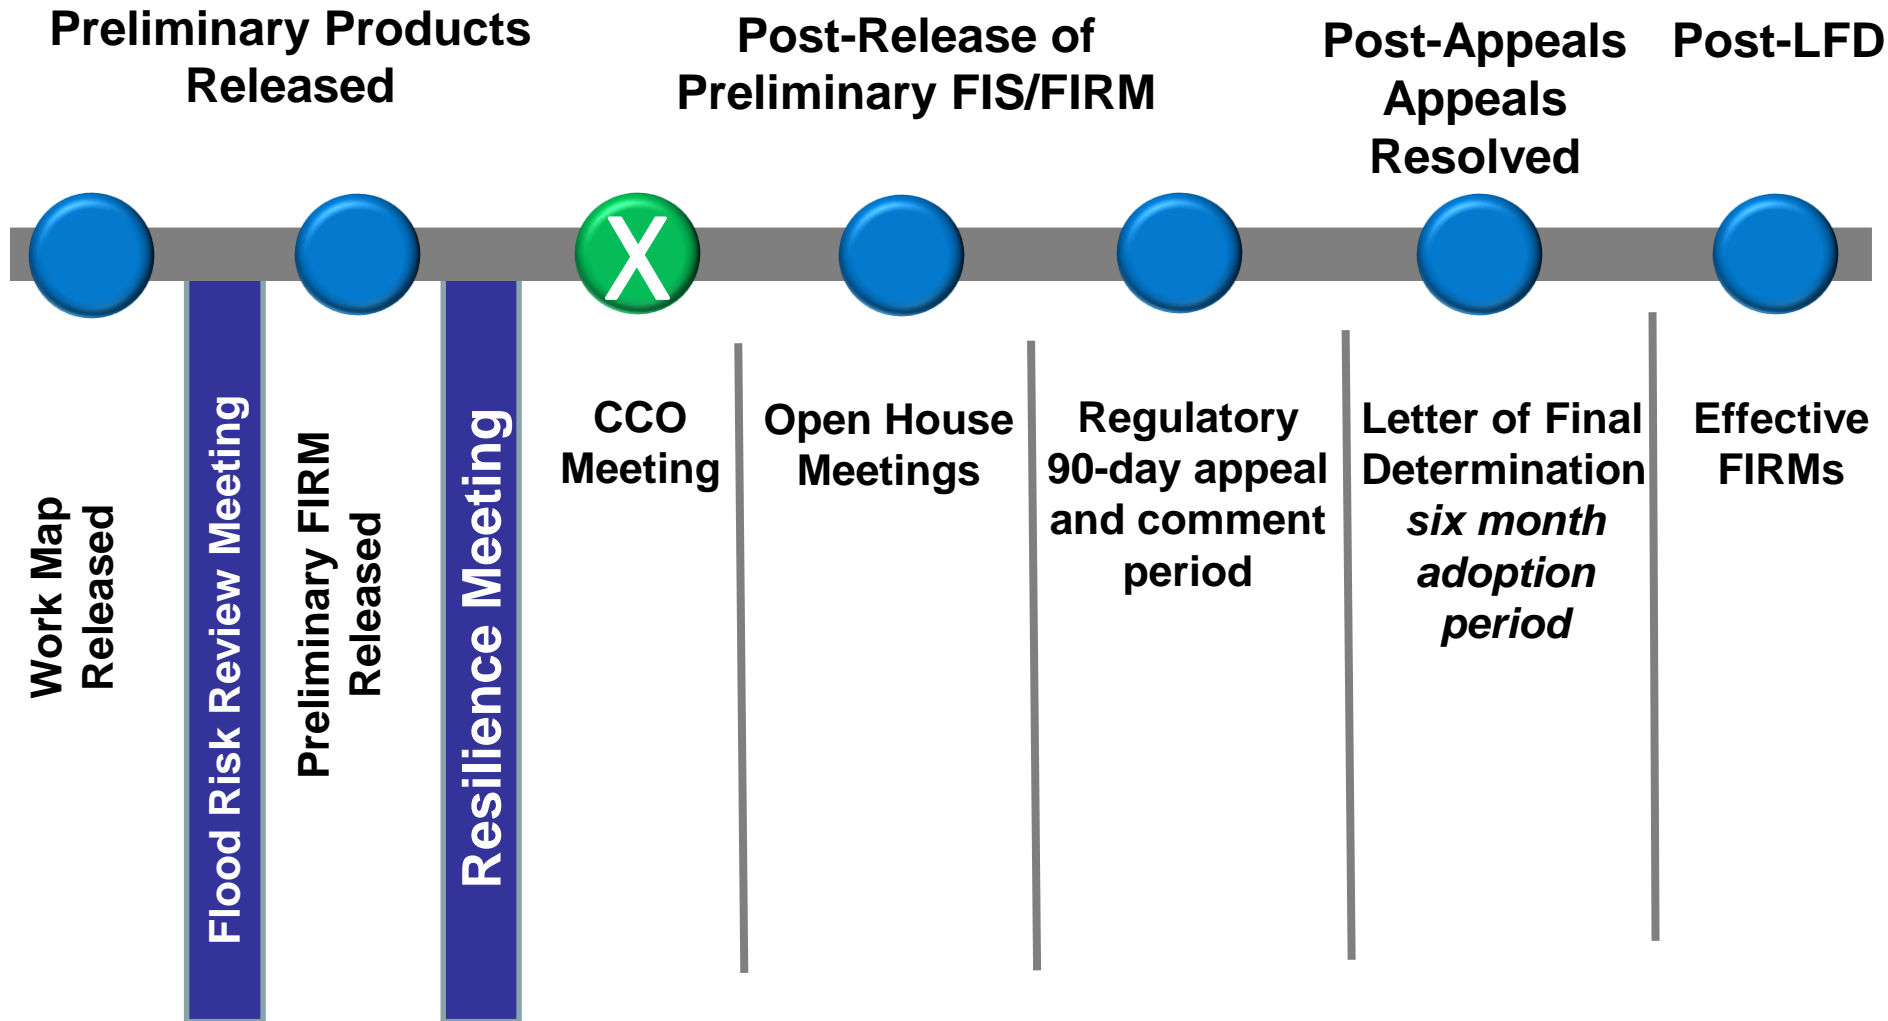 Preliminary Products
Released
Post-Release of
Preliminary FIS/FIRM
Post-Appeals
Appeals
Resolved
Post-LFD
X
Work Map
Released
Flood Risk Review Meeting
Preliminary FIRM
Released
Resilience Meeting
CCO
Meeting
Open House
Meetings
Regulatory
90-day appeal
and comment
period
Letter of Final
Determination
six month
adoption
period
Effective
FIRMs